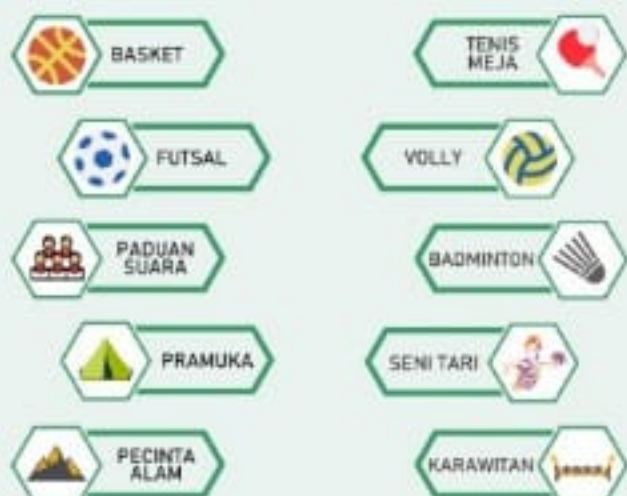 BASKET
TENIS
MEJA
FUTSAL
VOLLY
PADUAN
SUARA
BADMINTON
PRAMUKA
SENI TARI
PECINTA
ALAM
KARAWITAN